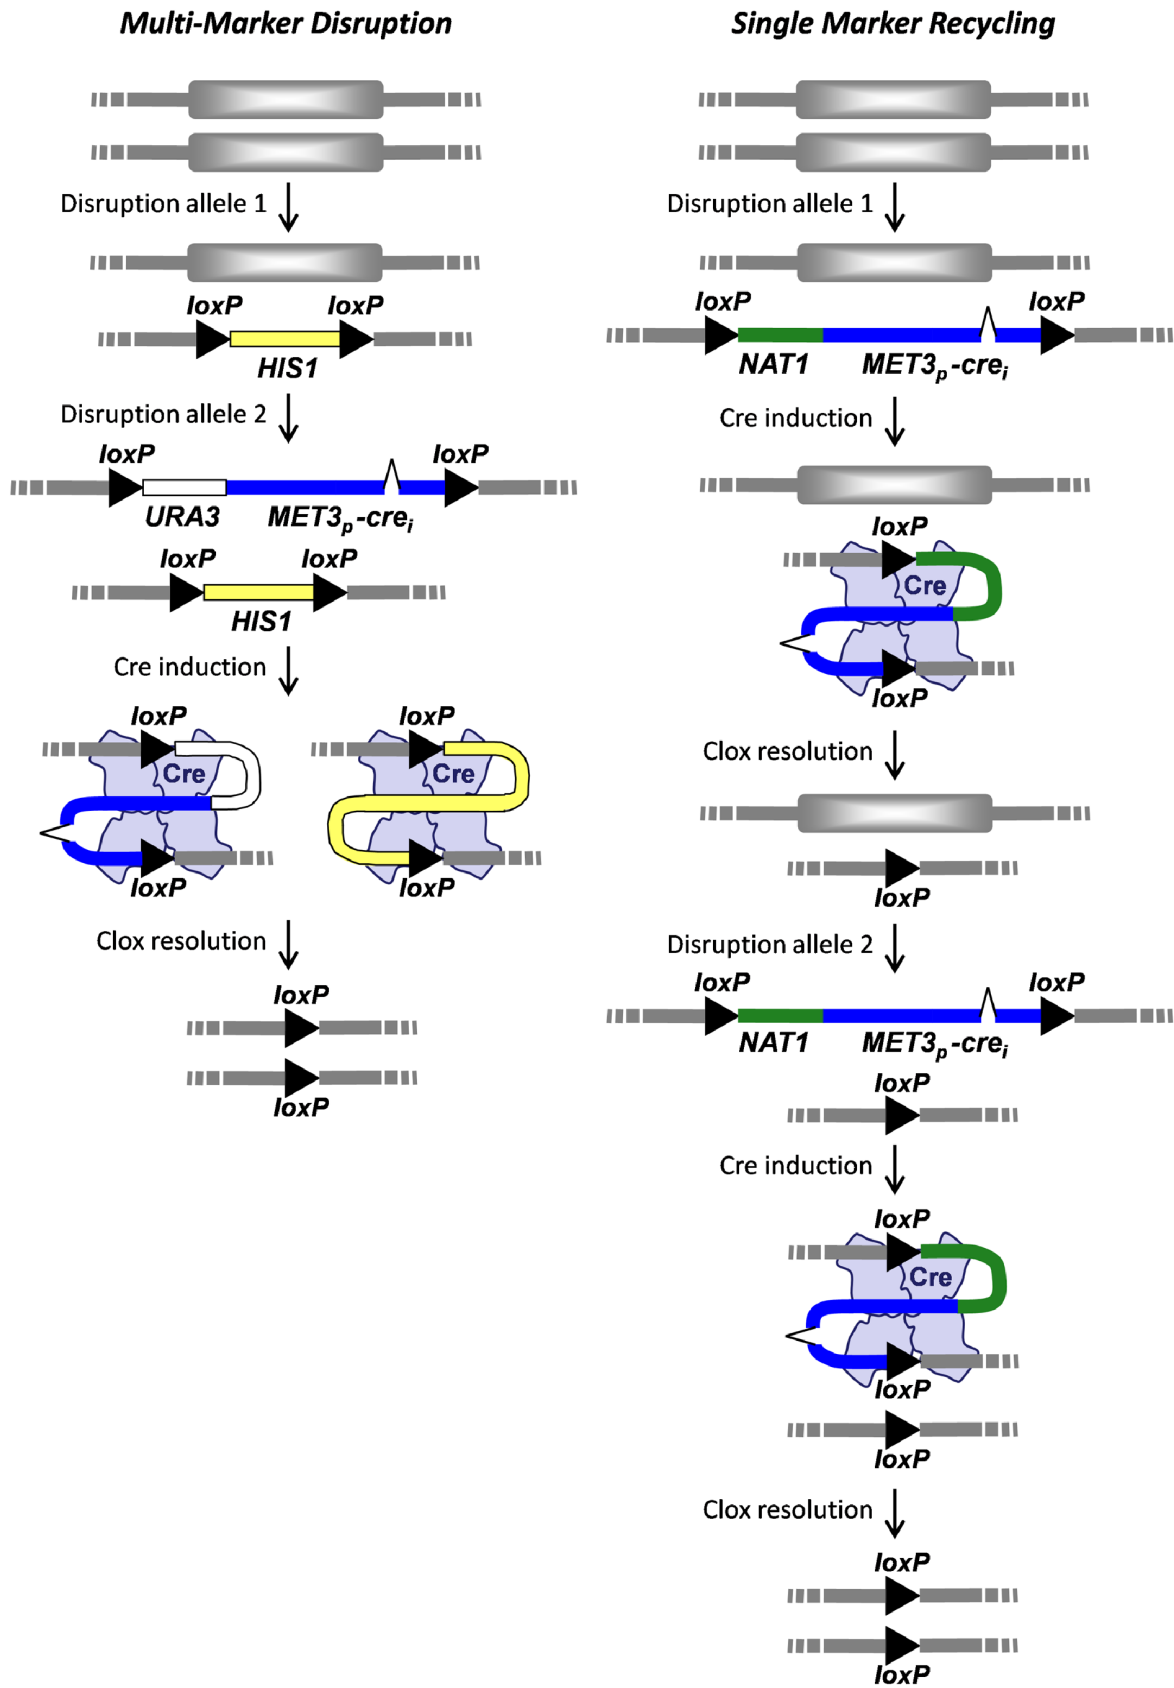 Multi-Marker Disruption
Disruption allele 1
loxP loxP
HIS1
Disruption allele 2
loxP loxP
URA3 MET3p-crei
loxP loxP
HIS1
Cre induction
loxP loxP
Cre Cre
loxP loxP
Clox resolution
loxP
loxP
Single Marker Recycling
Disruption allele 1
loxP loxP
NAT1 MET3p-crei
Cre induction
loxP
Cre
loxP
Clox resolution
loxP
Disruption allele 2
loxP loxP
NAT1 MET3p-crei
Cre induction
loxP
Cre
loxP
loxP
Clox resolution
loxP
loxP